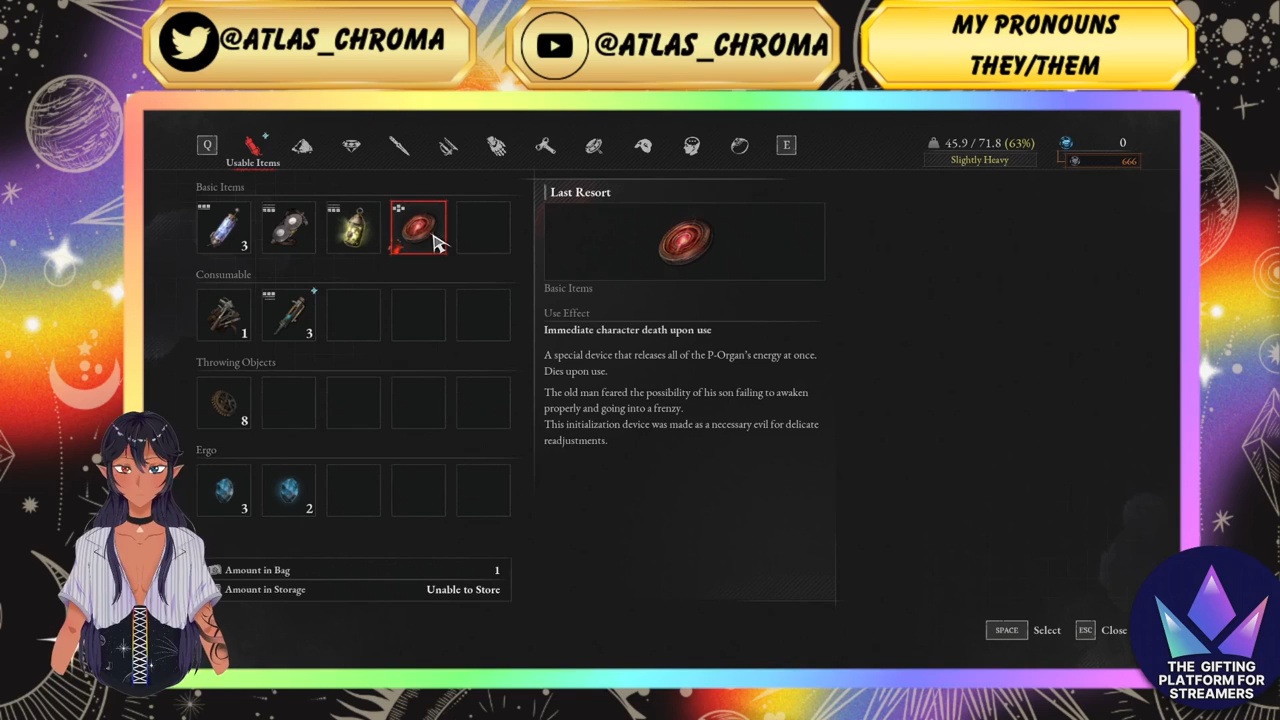 @ATLAS_CHROMA
@ATLAS_CHROMA
MY PRONOUNS
THEY/THEM
Q
E
45.9 / 71.8 (63%)
0
Usable Items
Slightly Heavy
666
Basic Items
Last Resort
3
Basic Items
Consumable
Use Effect
Immediate character death upon use
1
3
A special device that releases all of the P-Organ's energy at once.
Dies upon use.
Throwing Objects
The old man feared the possibility of his son failing to awaken
properly and going into a frenzy.
8
This initialization device was made as a necessary evil for delicate
readjustments.
Ergo
3
2
Amount in Bag
1
Amount in Storage
Unable to Store
SPACE
Select
ESC
Close
THE GIFTING
PLATFORM FOR
STREAMERS